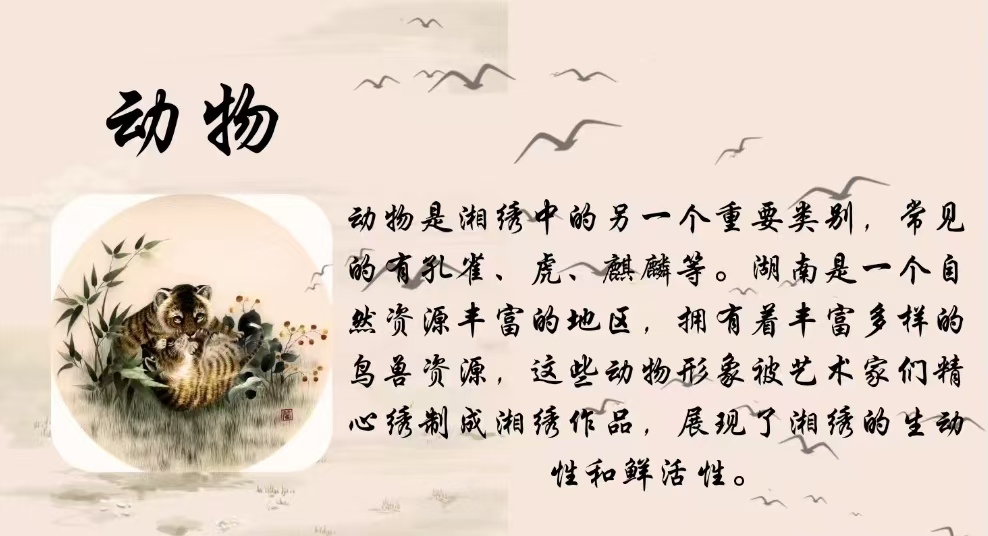 动物
动物是湘绣中的另一个重要类别，常见
的有孔雀、虎、麒麟等。湖南是一个自
然资源丰富的地区，拥有着丰富多样的
鸟兽资源，这些动物形象被艺术家们精
心绣制成湘绣作品，展现了湘绣的生动
性和鲜活性。